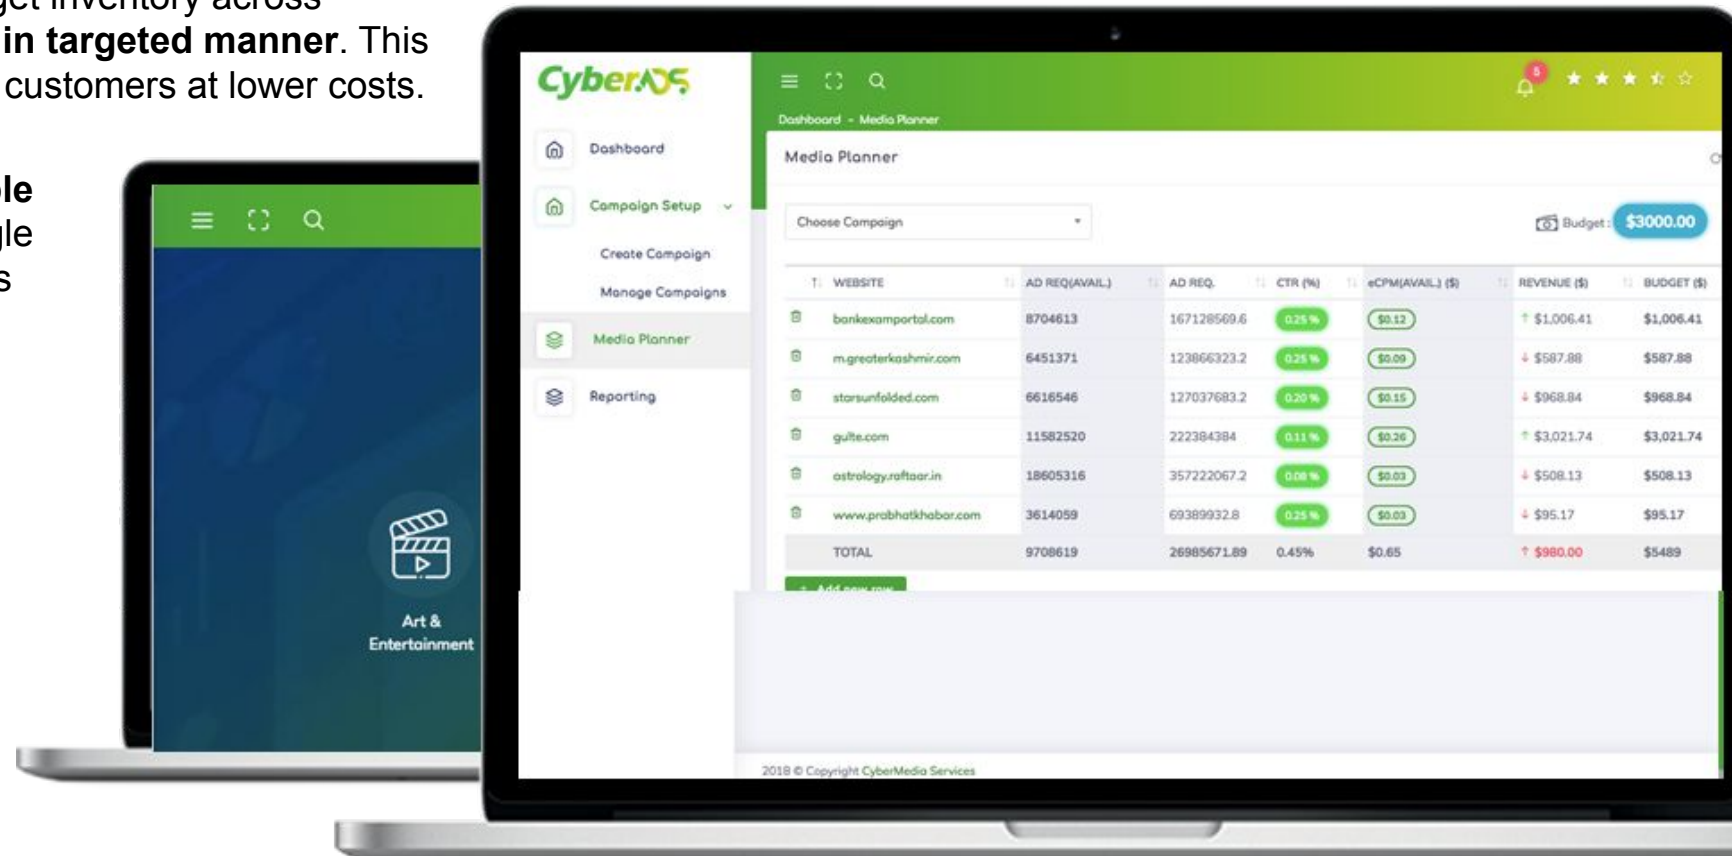 get inventory across
in targeted manner. This
customers at lower costs.
Art &
Entertainment
CyberADS
Dashboard
Campaign Setup
Create Campaign
Manage Campaigns
Media Planner
Reporting
5
Dashboard - Media Planner
Media Planner
Choose Campaign
Budget: $3000.00
WEBSITE AD REQ(AVAIL.) AD REQ. CTR (%) eCPM(AVAIL.) ($) REVENUE ($) BUDGET ($)
bankexamportal.com 8704613 167128569.6 0.25 % $0.12 $1,006.41 $1,006.41
m.greaterkashmir.com 6451371 123866323.2 0.25 % $0.09 $587.88 $587.88
starsunfolded.com 6616546 127037683.2 0.20 % $0.15 $968.84 $968.84
gulte.com 11582520 222384384 0.11 % $0.26 $3,021.74 $3,021.74
astrology.raftaar.in 18605316 357222067.2 0.08 % $0.03 $508.13 $508.13
www.prabhatkhabar.com 3614059 69389932.8 0.25 % $0.03 $95.17 $95.17
TOTAL 9708619 26985671.89 0.45% $0.65 $980.00 $5489
+ Add new row
2018 © Copyright CyberMedia Services